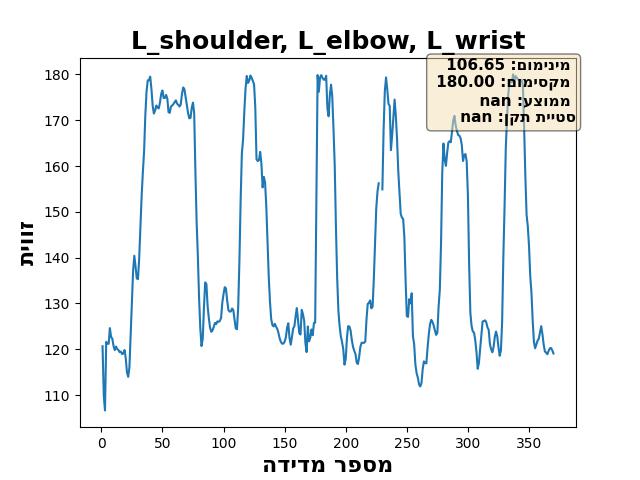 L_shoulder, L_elbow, L_wrist
מינימום: 106.65
מקסימום: 180.00
ממוצע: nan
סטיית תקן: nan
זווית
180
170
160
150
140
130
120
110
0 50 100 150 200 250 300 350
מספר מדידה